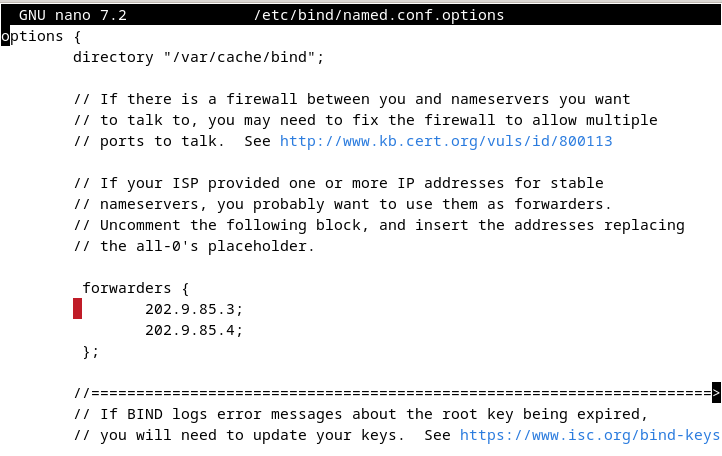 GNU nano 7.2 /etc/bind/named.conf.options
options {
directory "/var/cache/bind";
// If there is a firewall between you and nameservers you want
// to talk to, you may need to fix the firewall to allow multiple
// ports to talk.  See http://www.kb.cert.org/vuls/id/800113
// If your ISP provided one or more IP addresses for stable
// nameservers, you probably want to use them as forwarders.
// Uncomment the following block, and insert the addresses replacing
// the all-0's placeholder.
forwarders {
202.9.85.3;
202.9.85.4;
};
//=====================================================================>
// If BIND logs error messages about the root key being expired,
// you will need to update your keys.  See https://www.isc.org/bind-keys